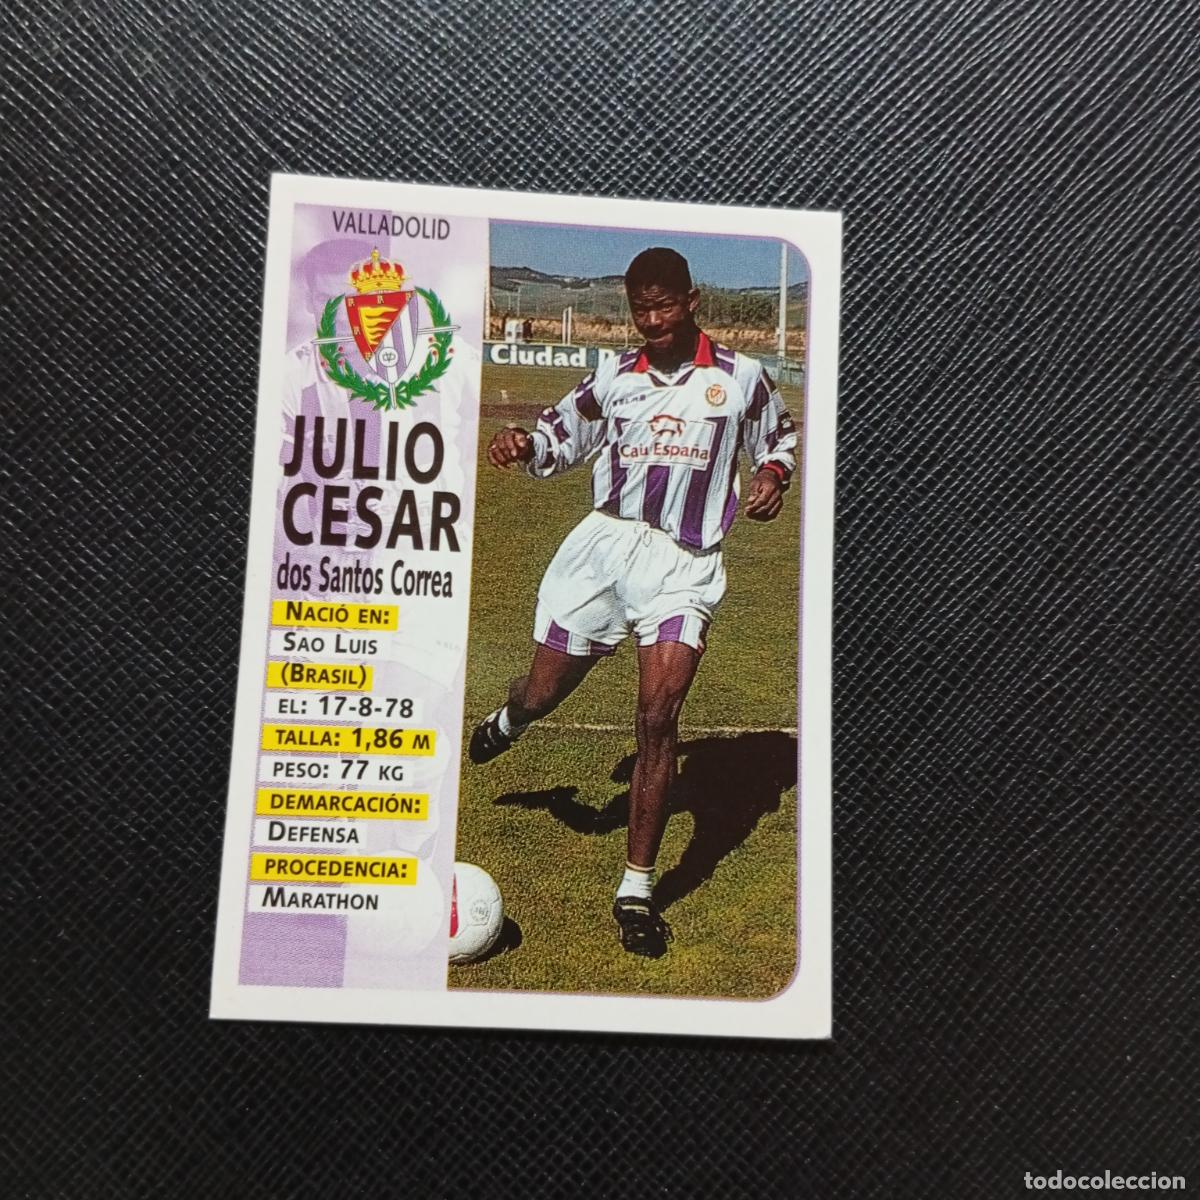 VALLADOLID
JULIO
CESAR
dos Santos Correa
NACIÓ EN:
SAO LUIS
(BRASIL)
EL: 17-8-78
TALLA: 1,86 M
PESO: 77 KG
DEMARCACIÓN:
DEFENSA
PROCEDENCIA:
MARATHON
Ciudad
Caja España
todocoleccion